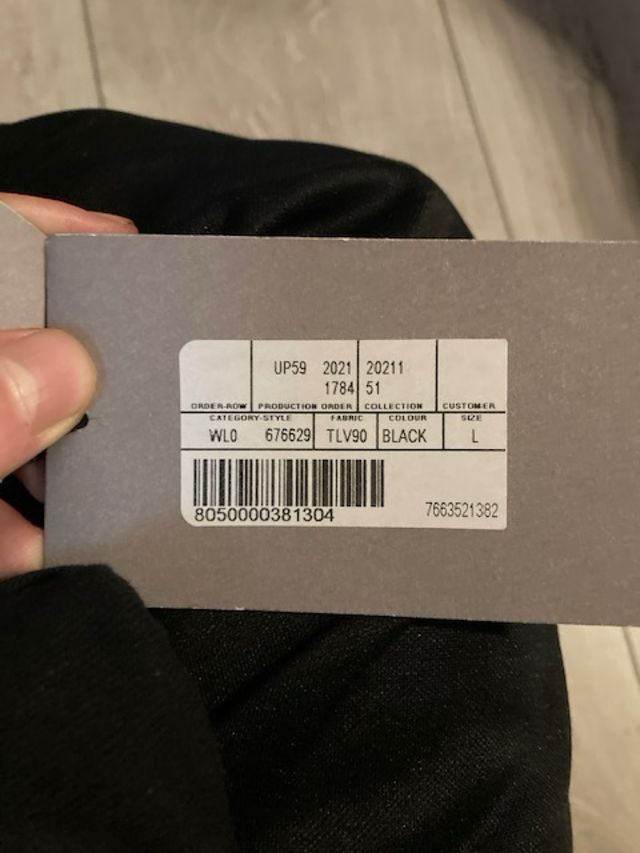 UP59 2021 20211
1784 51
ORDER-ROW PRODUCTION ORDER COLLECTION CUSTOMER
CATEGORY-STYLE FABRIC COLOUR SIZE
WL0 676629 TLV90 BLACK L
8050000381304 7663521382